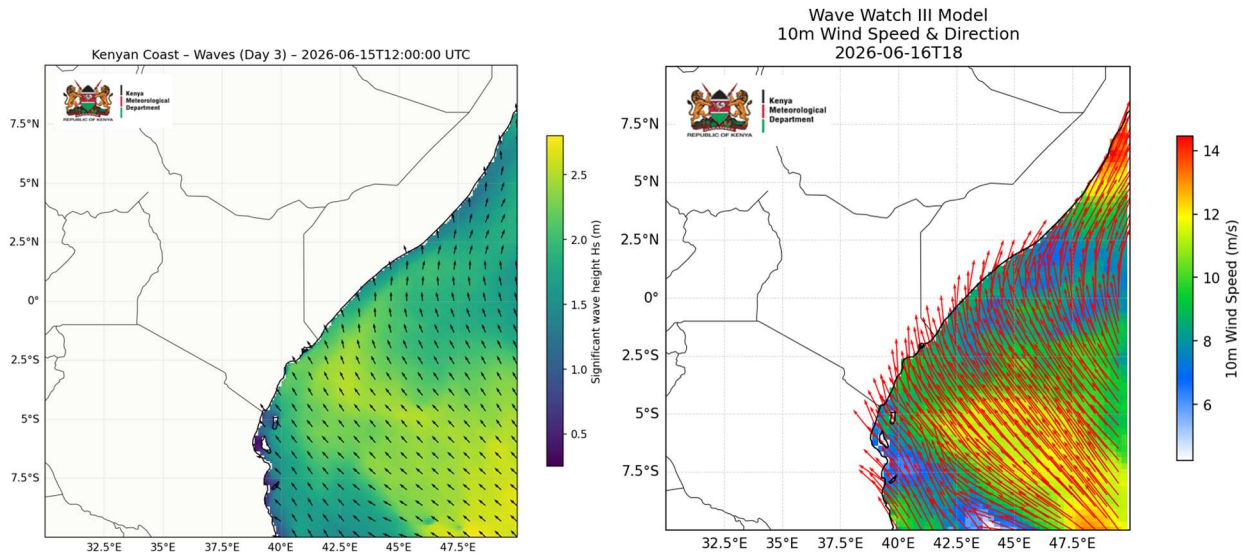 Kenyan Coast – Waves (Day 3) – 2026-06-15T12:00:00 UTC
Kenya
Meteorological
Department
REPUBLIC OF KENYA
7.5°N
5°N
2.5°N
0°
2.5°S
5°S
7.5°S
32.5°E
35°E
37.5°E
40°E
42.5°E
45°E
47.5°E
2.5
2.0
1.5
1.0
0.5
Significant wave height Hs (m)
Wave Watch III Model
10m Wind Speed & Direction
2026-06-16T18
Kenya
Meteorological
Department
REPUBLIC OF KENYA
7.5°N
5°N
2.5°N
0°
2.5°S
5°S
7.5°S
32.5°E
35°E
37.5°E
40°E
42.5°E
45°E
47.5°E
14
12
10
8
6
10m Wind Speed (m/s)